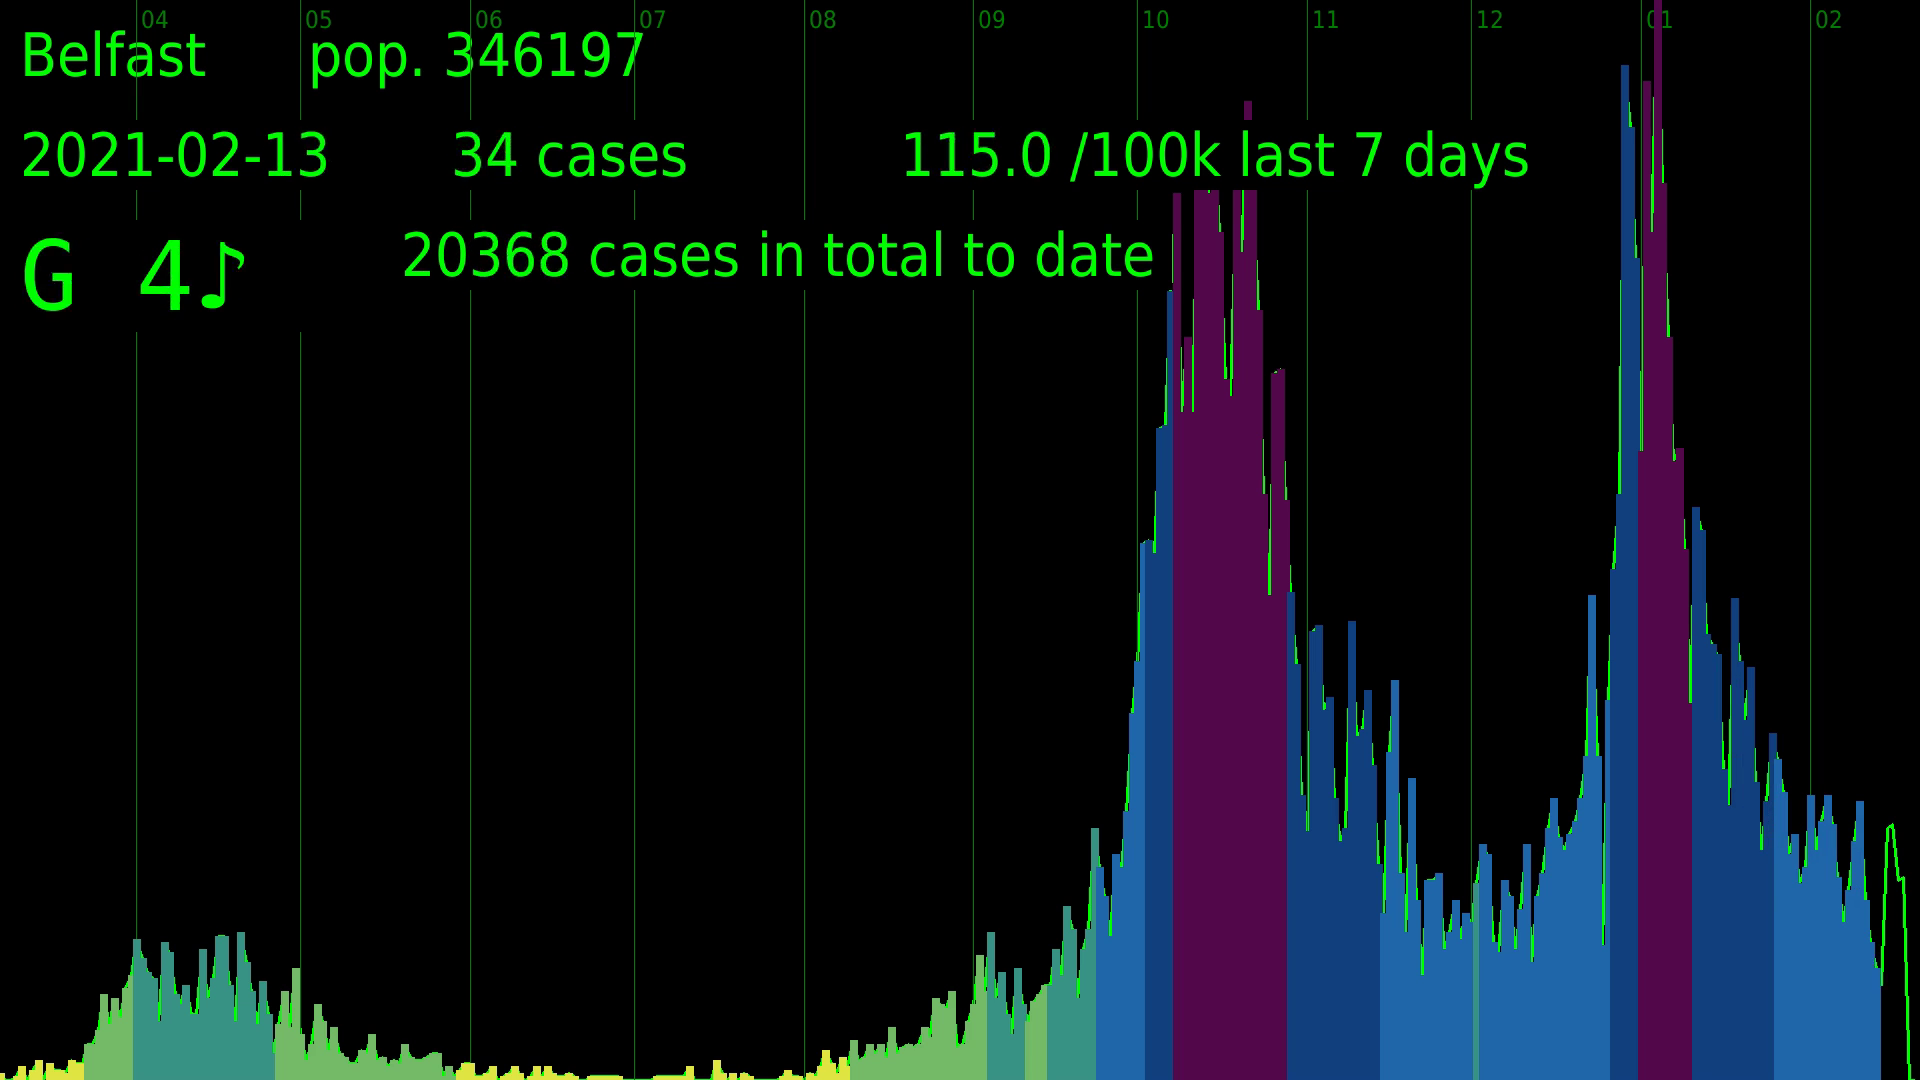 04 05 06 07 08 09 10 11 12 01 02
Belfast pop. 346197
2021-02-13 34 cases 115.0 /100k last 7 days
G 4♪ 20368 cases in total to date